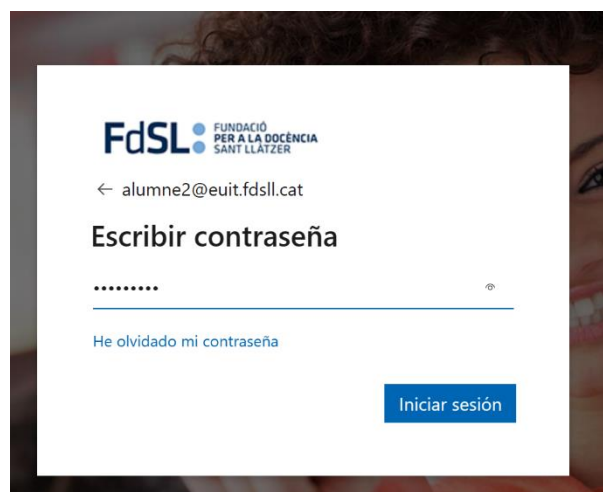 FdSL: FUNDACIÓ
PER A LA DOCÈNCIA
SANT LLÀTZER
← alumne2@euit.fdsll.cat
Escribir contraseña
•••••••••
He olvidado mi contraseña
Iniciar sesión